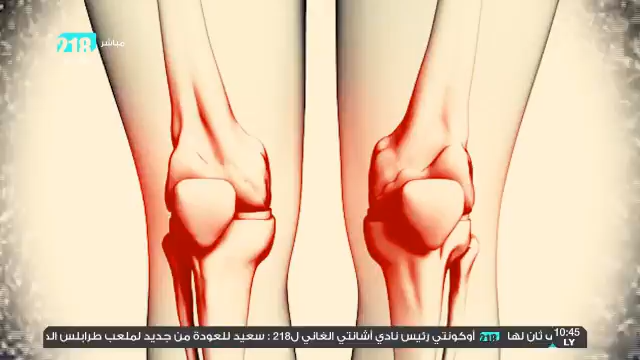 218 مباشر
ثان لها 218 أوكونتي رئيس نادي أشانتي الغاني ل218 : سعيد للعودة من جديد لملعب طرابلس الد
10:45
LY